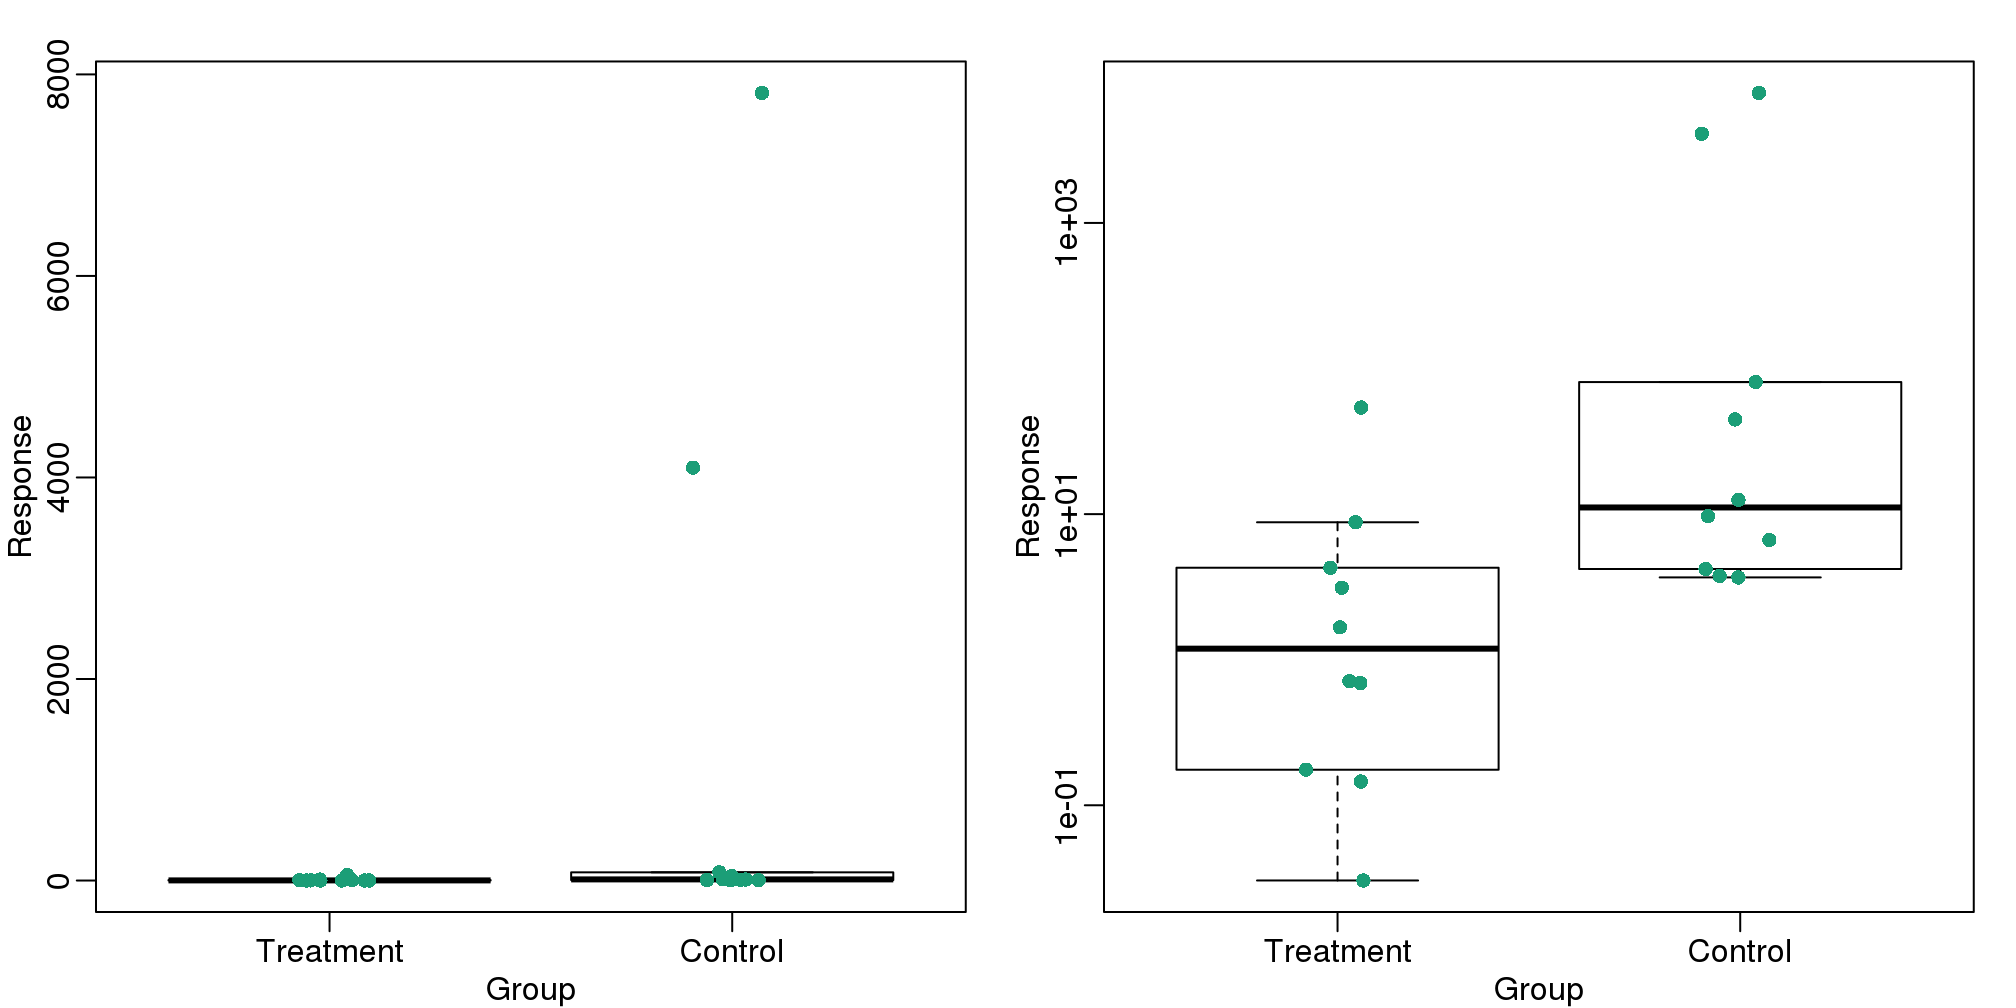 8000
6000
4000
2000
0
Response
Treatment
Control
Group
1e+03
1e+01
1e-01
Response
Treatment
Control
Group